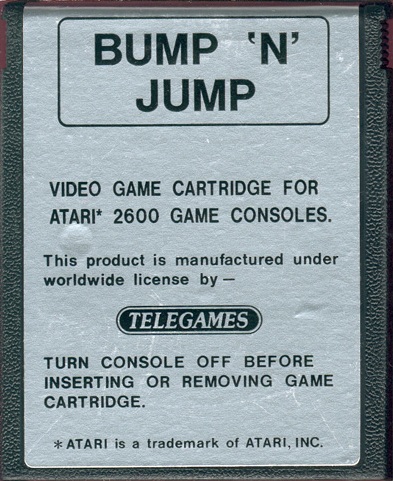 BUMP 'N'
JUMP
VIDEO GAME CARTRIDGE FOR
ATARI* 2600 GAME CONSOLES.
This product is manufactured under
worldwide license by —
TELEGAMES
TURN CONSOLE OFF BEFORE
INSERTING OR REMOVING GAME
CARTRIDGE.
*ATARI is a trademark of ATARI, INC.